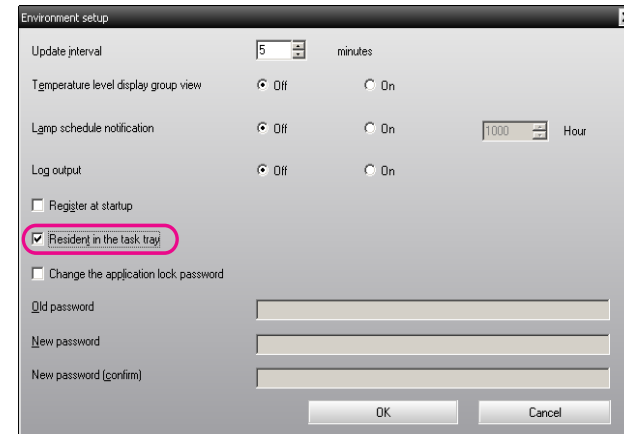 Environment setup
Update interval 5 minutes
Temperature level display group view Off On
Lamp schedule notification Off On 1000 Hour
Log output Off On
Register at startup
Resident in the task tray
Change the application lock password
Old password
New password
New password (confirm)
OK Cancel